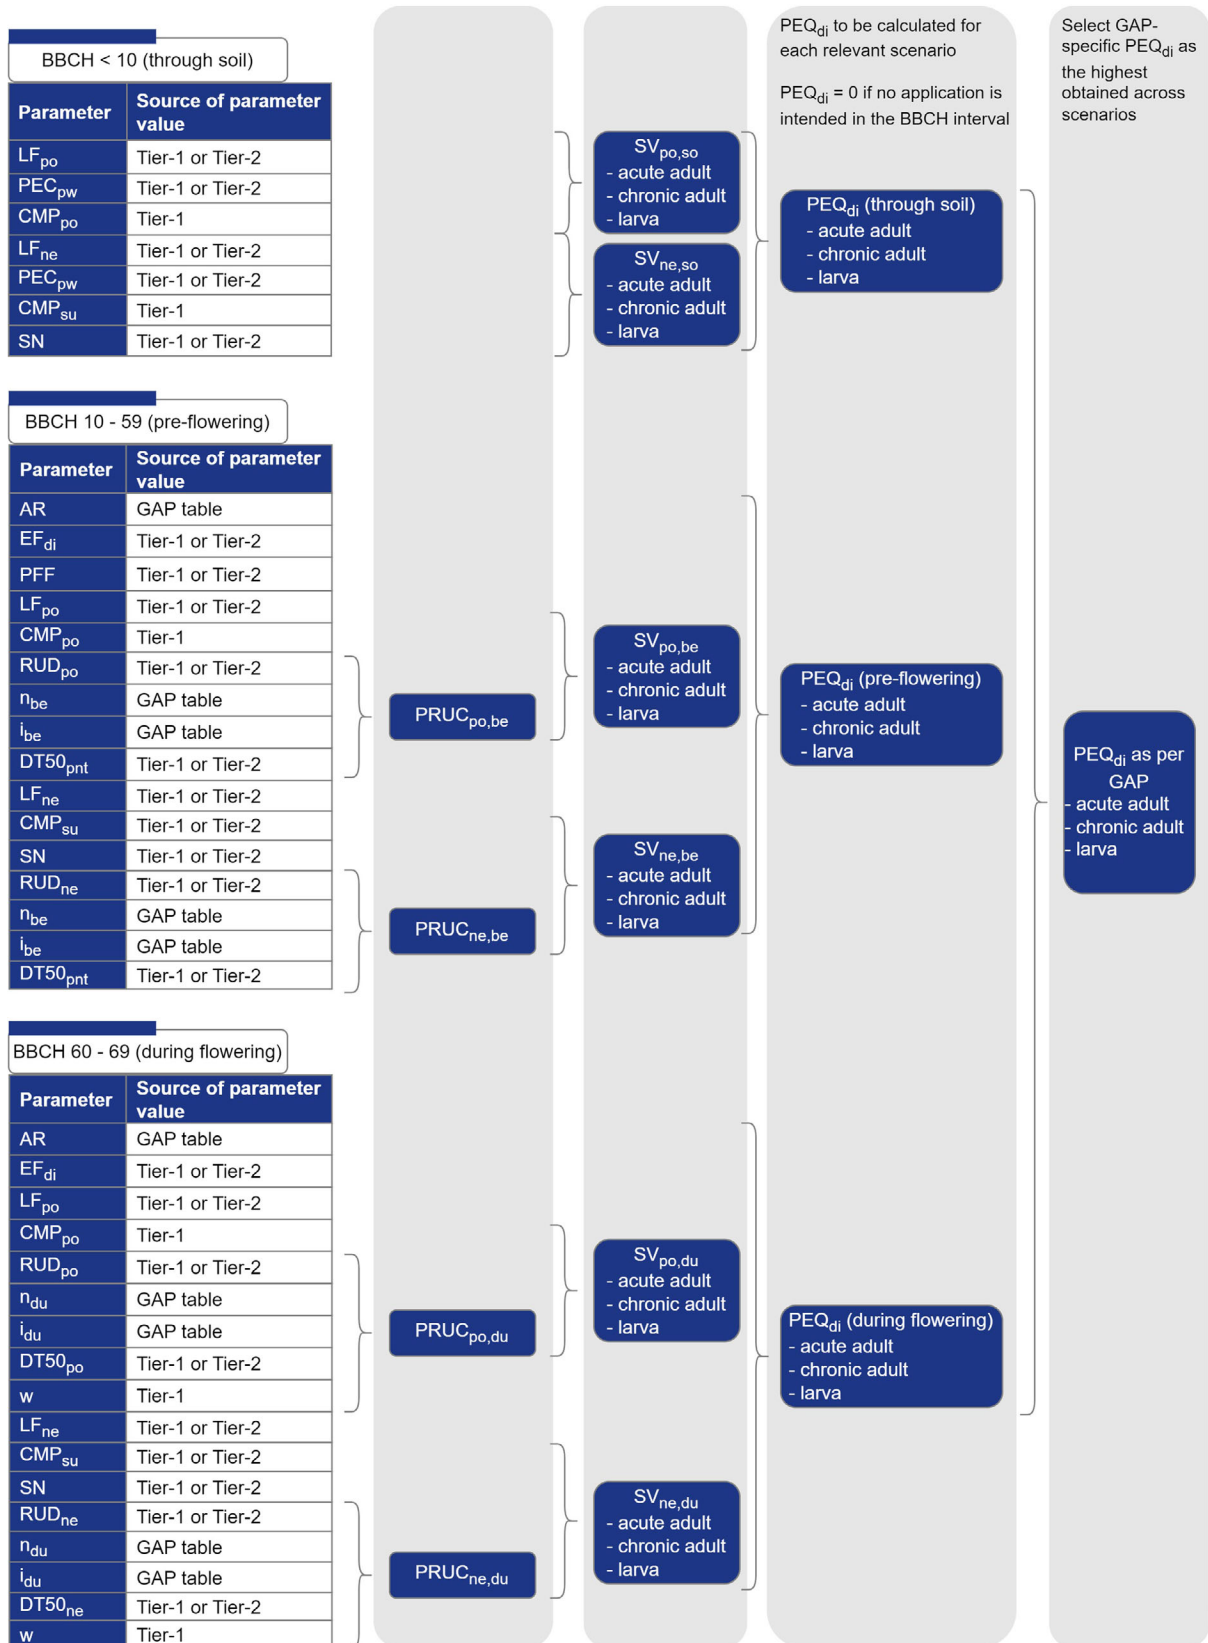 PEQdi to be calculated for
each relevant scenario
PEQdi = 0 if no application is
intended in the BBCH interval
Select GAP-
specific PEQdi as
the highest
obtained across
scenarios
BBCH < 10 (through soil)
Parameter Source of parameter
value
LFpo Tier-1 or Tier-2
PECpw Tier-1 or Tier-2
CMPpo Tier-1
LFne Tier-1 or Tier-2
PECpw Tier-1 or Tier-2
CMPsu Tier-1
SN Tier-1 or Tier-2
SVpo,so
- acute adult
- chronic adult
- larva
SVne,so
- acute adult
- chronic adult
- larva
PEQdi (through soil)
- acute adult
- chronic adult
- larva
BBCH 10 - 59 (pre-flowering)
Parameter Source of parameter
value
AR GAP table
EFdi Tier-1 or Tier-2
PFF Tier-1 or Tier-2
LFpo Tier-1 or Tier-2
CMPpo Tier-1
RUDpo Tier-1 or Tier-2
nbe GAP table
ibe GAP table
DT50pnt Tier-1 or Tier-2
LFne Tier-1 or Tier-2
CMPsu Tier-1 or Tier-2
SN Tier-1 or Tier-2
RUDne Tier-1 or Tier-2
nbe GAP table
ibe GAP table
DT50pnt Tier-1 or Tier-2
PRUCpo,be
PRUCne,be
SVpo,be
- acute adult
- chronic adult
- larva
SVne,be
- acute adult
- chronic adult
- larva
PEQdi (pre-flowering)
- acute adult
- chronic adult
- larva
PEQdi as per
GAP
- acute adult
- chronic adult
- larva
BBCH 60 - 69 (during flowering)
Parameter Source of parameter
value
AR GAP table
EFdi Tier-1 or Tier-2
LFpo Tier-1 or Tier-2
CMPpo Tier-1
RUDpo Tier-1 or Tier-2
ndu GAP table
idu GAP table
DT50po Tier-1 or Tier-2
w Tier-1
LFne Tier-1 or Tier-2
CMPsu Tier-1 or Tier-2
SN Tier-1 or Tier-2
RUDne Tier-1 or Tier-2
ndu GAP table
idu GAP table
DT50ne Tier-1 or Tier-2
w Tier-1
PRUCpo,du
PRUCne,du
SVpo,du
- acute adult
- chronic adult
- larva
SVne,du
- acute adult
- chronic adult
- larva
PEQdi (during flowering)
- acute adult
- chronic adult
- larva